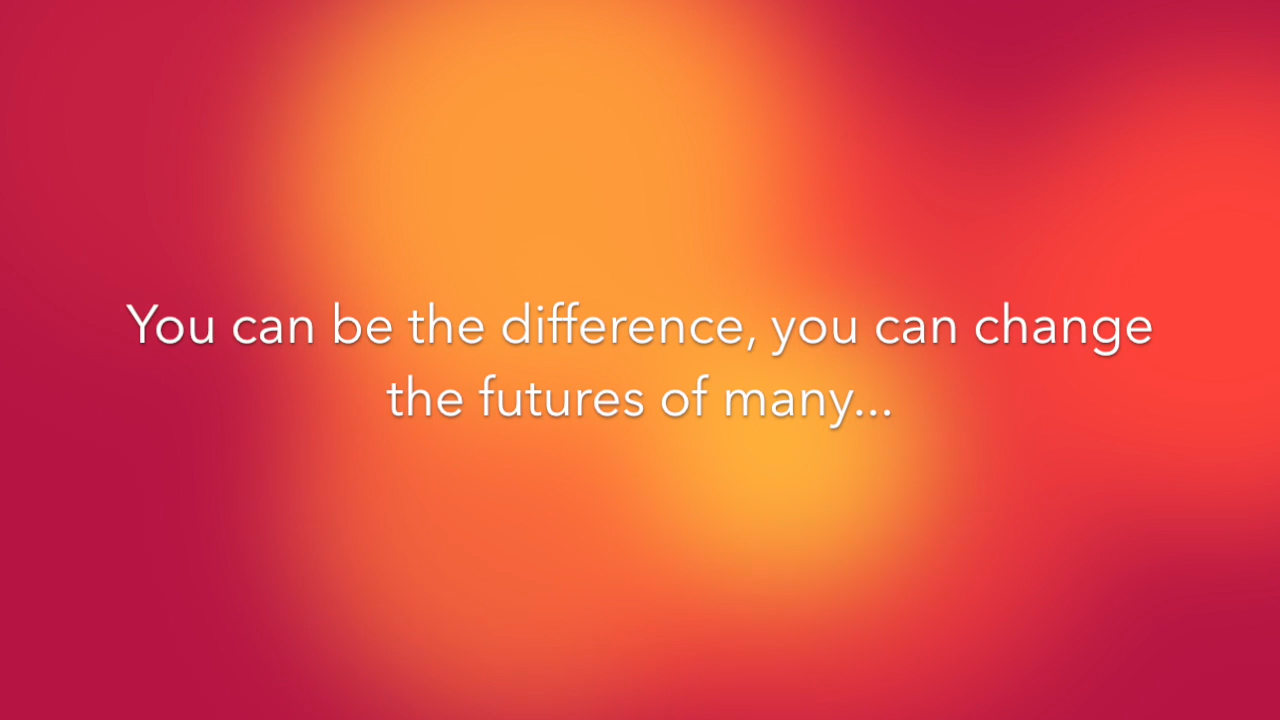 You can be the difference, you can change
the futures of many...